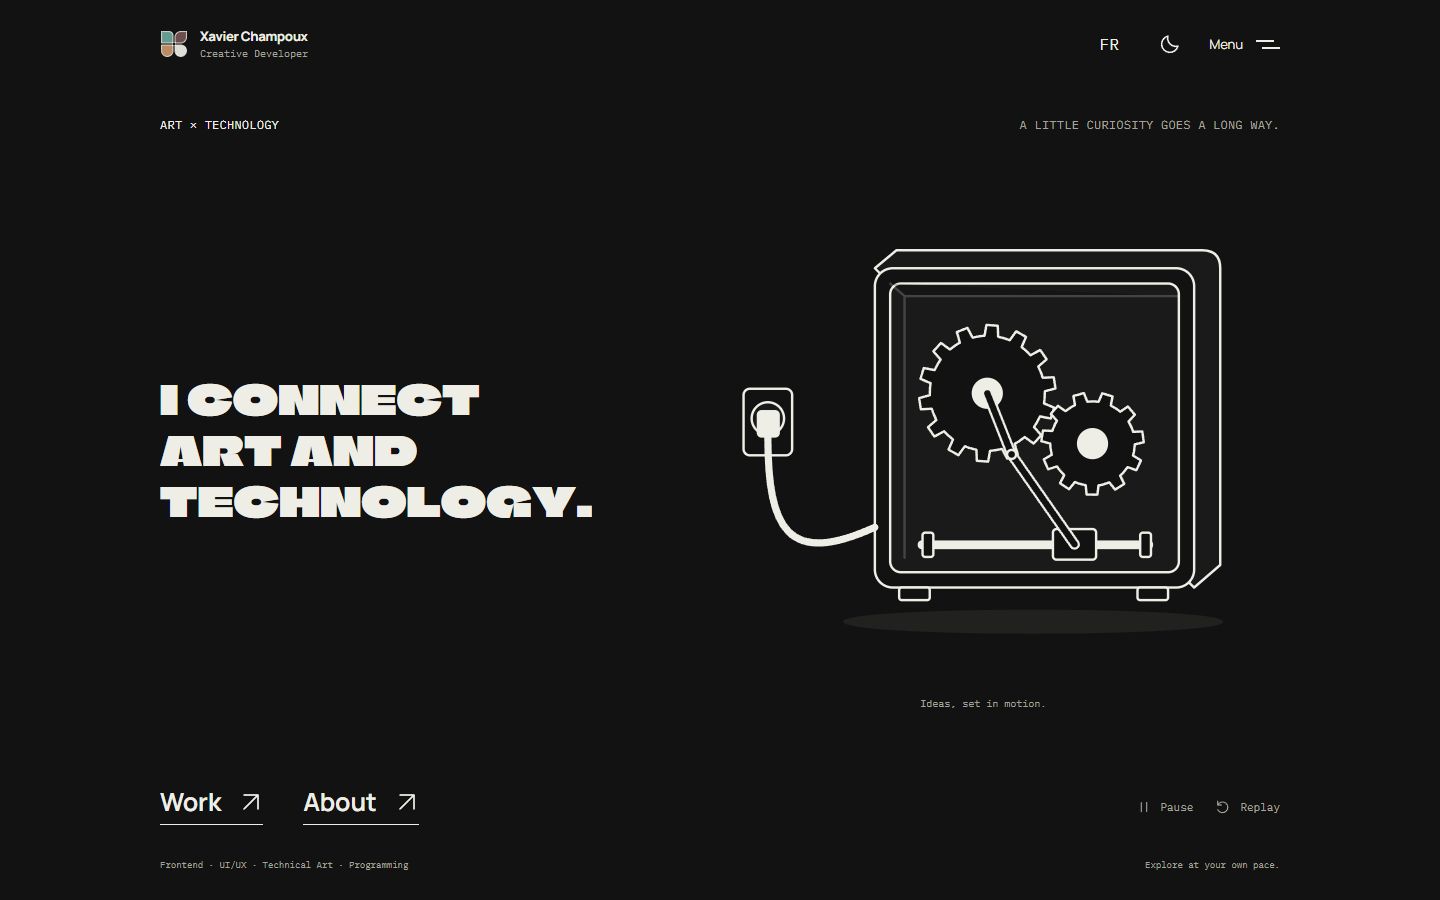 Xavier Champoux
Creative Developer
FR
Menu
ART × TECHNOLOGY
A LITTLE CURIOSITY GOES A LONG WAY.
I CONNECT
ART AND
TECHNOLOGY.
Ideas, set in motion.
Work
About
Pause
Replay
Frontend · UI/UX · Technical Art · Programming
Explore at your own pace.